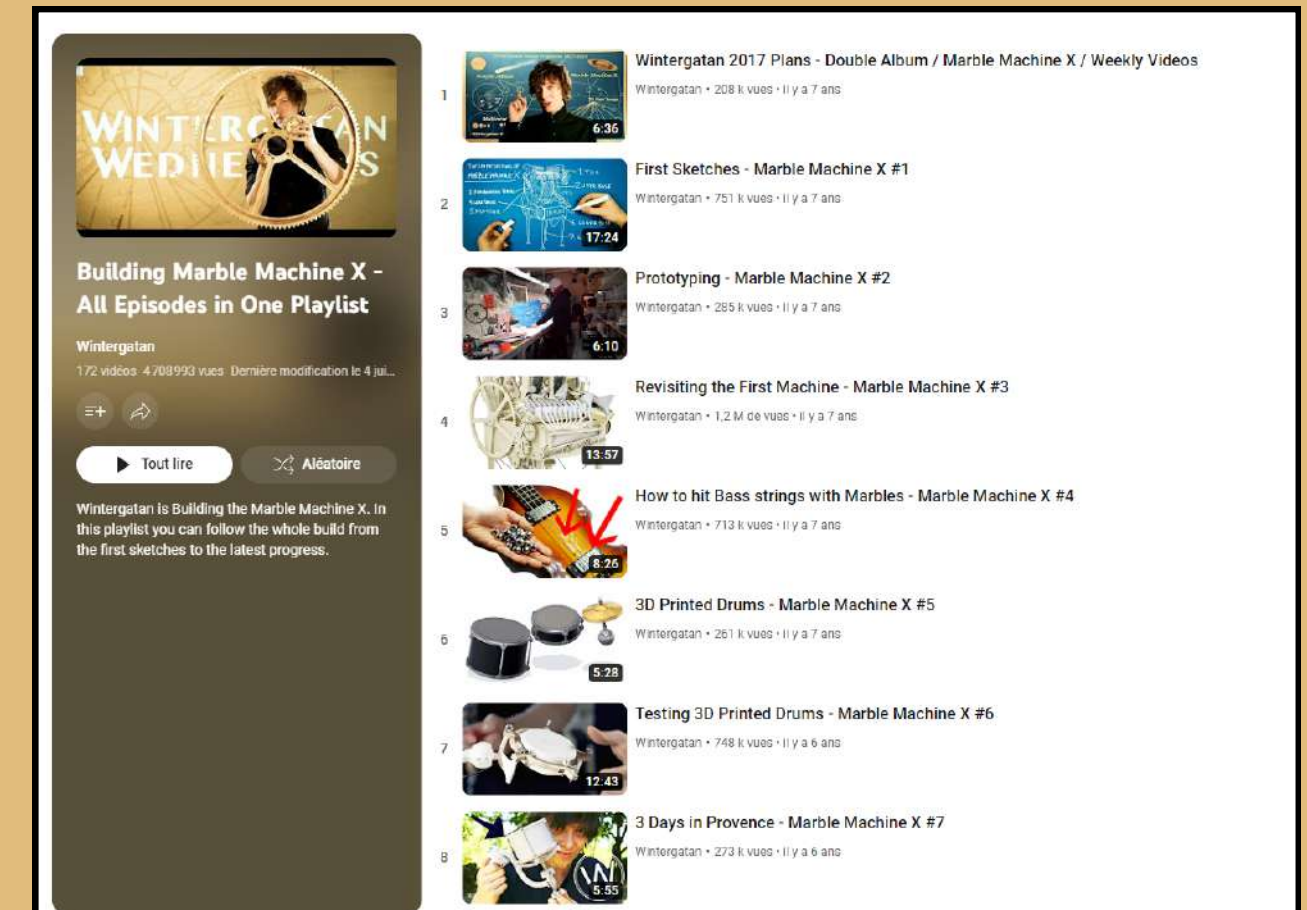 WINTERGATAN
WEDNE S
Building Marble Machine X -
All Episodes in One Playlist
Wintergatan
172 vidéos 4 708 993 vues Dernière modification le 4 jui...
Tout lire
Aléatoire
Wintergatan is Building the Marble Machine X. In
this playlist you can follow the whole build from
the first sketches to the latest progress.
1
6:36
Wintergatan 2017 Plans - Double Album / Marble Machine X / Weekly Videos
Wintergatan • 208 k vues • il y a 7 ans
2
17:24
First Sketches - Marble Machine X #1
Wintergatan • 751 k vues • il y a 7 ans
3
6:10
Prototyping - Marble Machine X #2
Wintergatan • 285 k vues • il y a 7 ans
4
13:57
Revisiting the First Machine - Marble Machine X #3
Wintergatan • 1,2 M de vues • il y a 7 ans
5
8:26
How to hit Bass strings with Marbles - Marble Machine X #4
Wintergatan • 713 k vues • il y a 7 ans
6
5:28
3D Printed Drums - Marble Machine X #5
Wintergatan • 261 k vues • il y a 7 ans
7
12:43
Testing 3D Printed Drums - Marble Machine X #6
Wintergatan • 748 k vues • il y a 6 ans
8
5:55
3 Days in Provence - Marble Machine X #7
Wintergatan • 273 k vues • il y a 6 ans